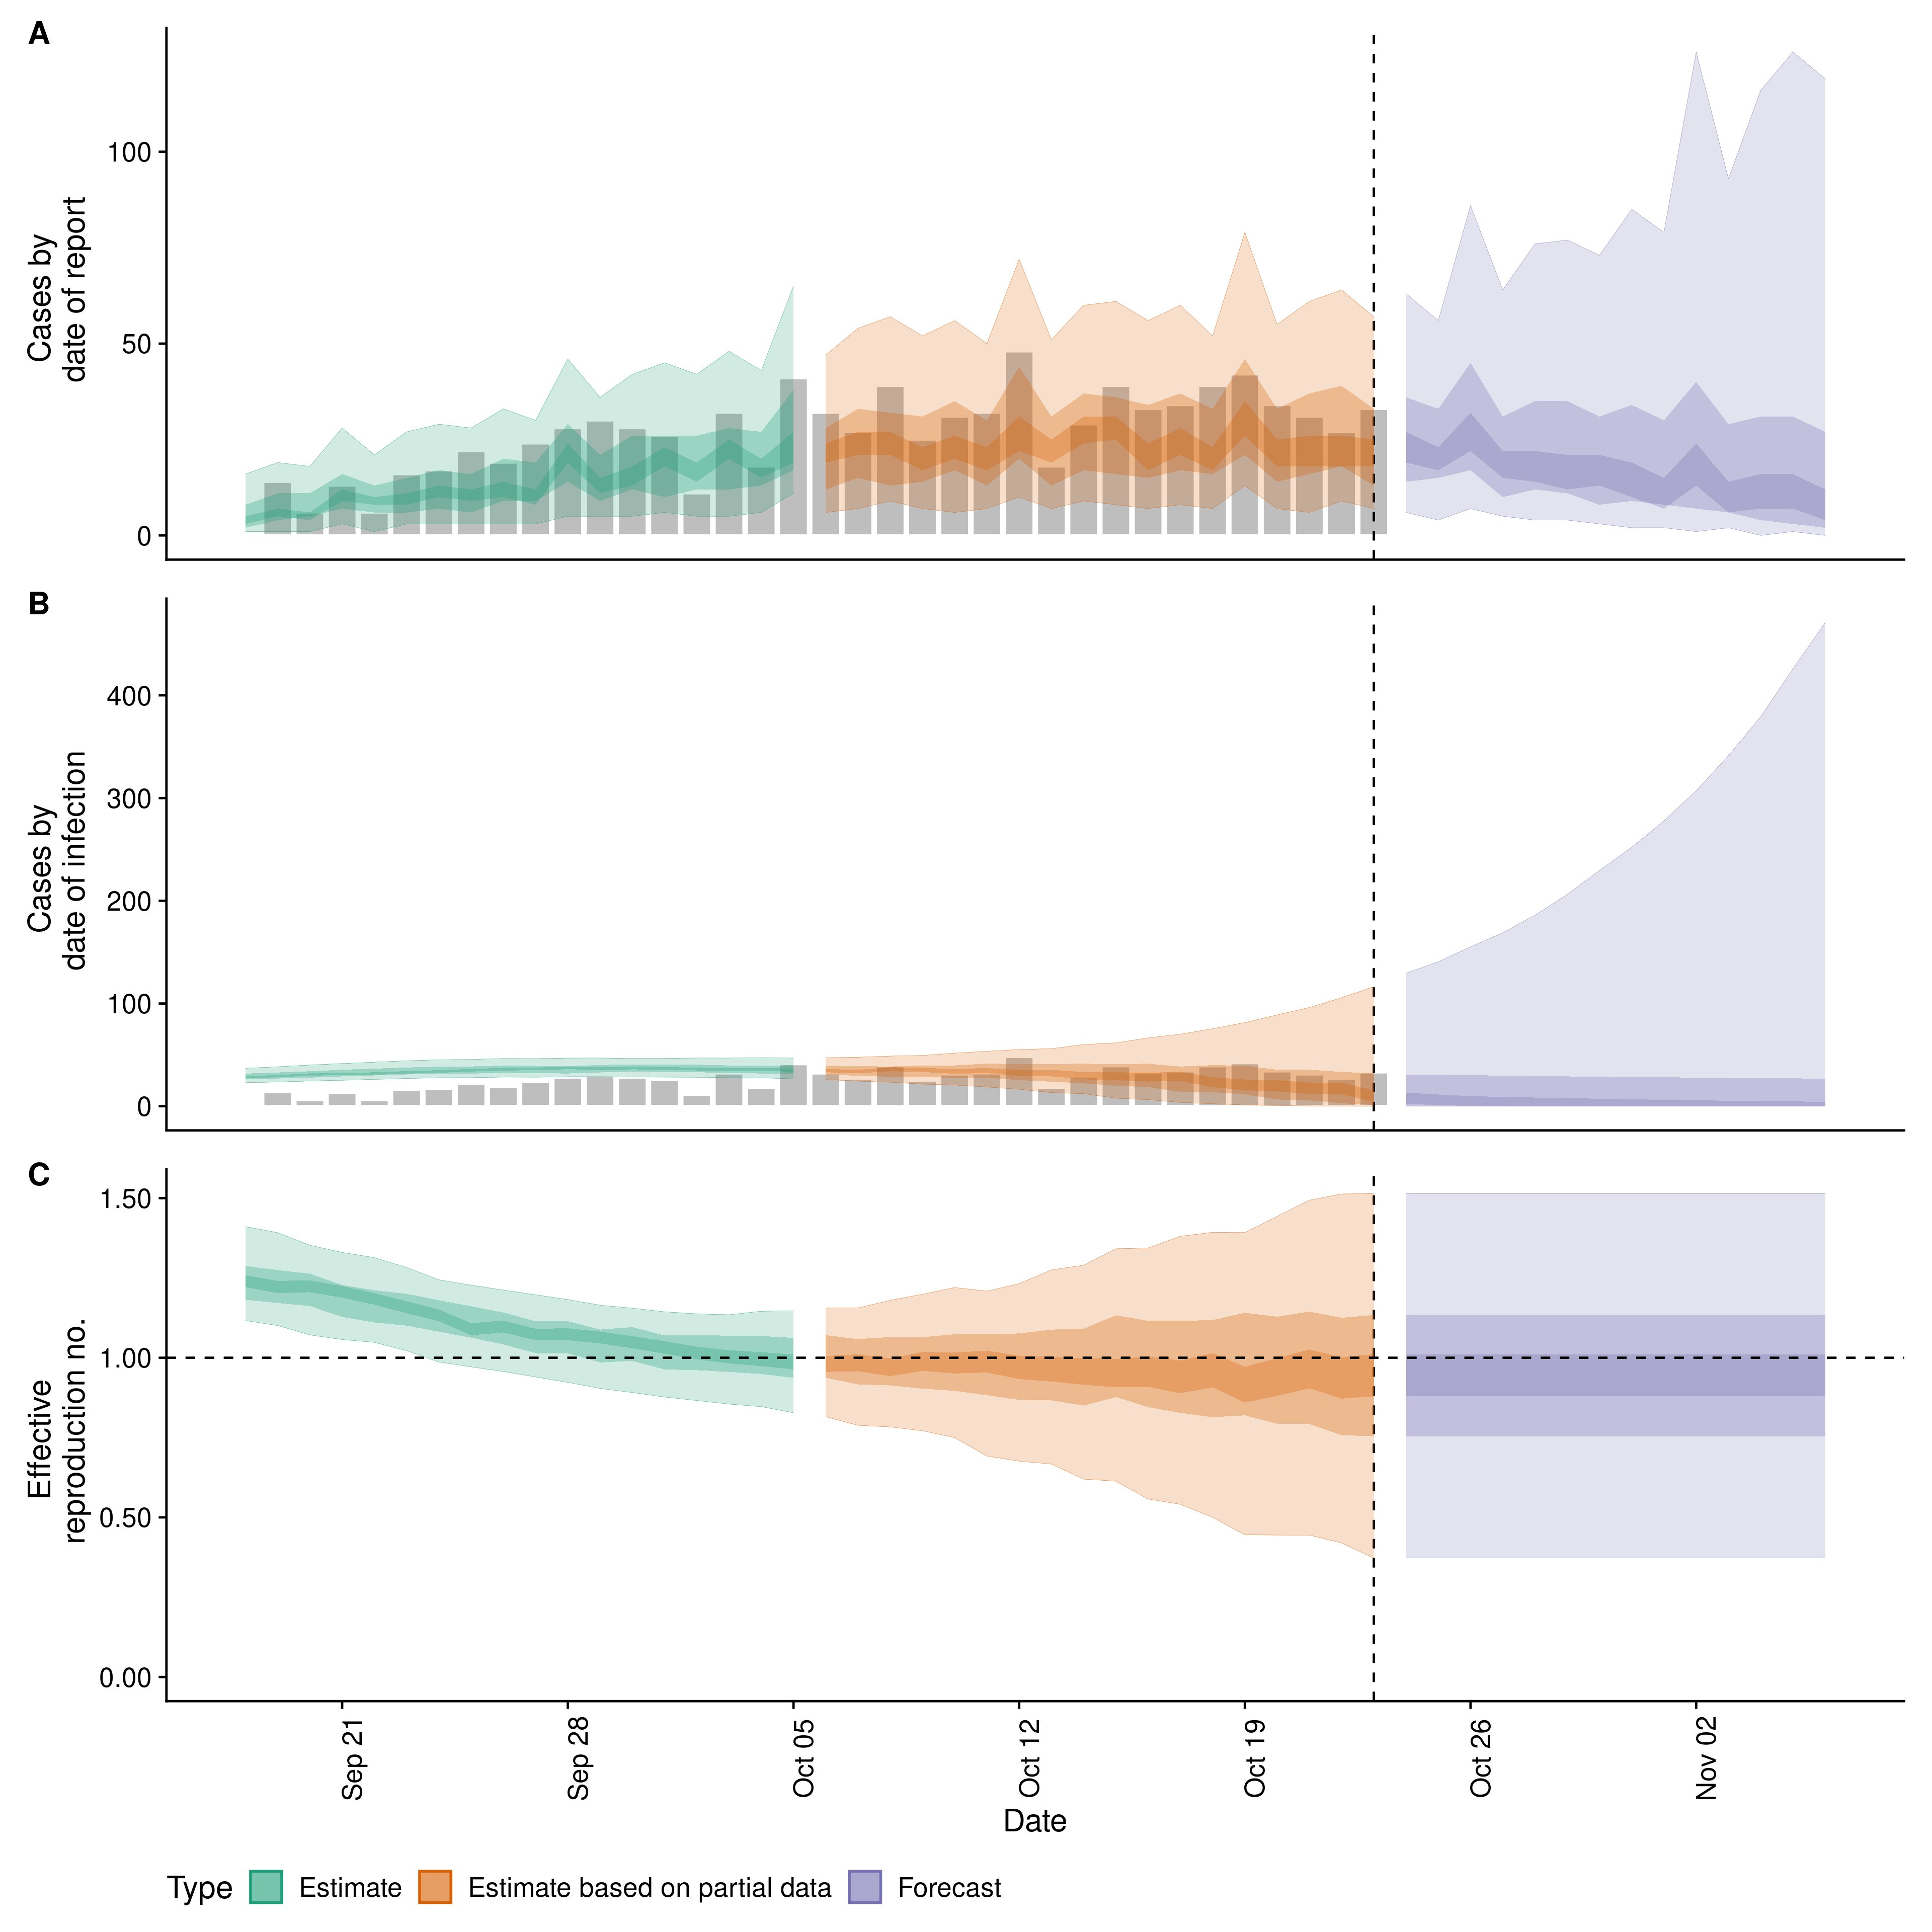 A
Cases by
date of report
100
50
0
B
Cases by
date of infection
400
300
200
100
0
C
Effective
reproduction no.
1.50
1.00
0.50
0.00
Sep 21
Sep 28
Oct 05
Oct 12
Oct 19
Oct 26
Nov 02
Date
Type Estimate Estimate based on partial data Forecast